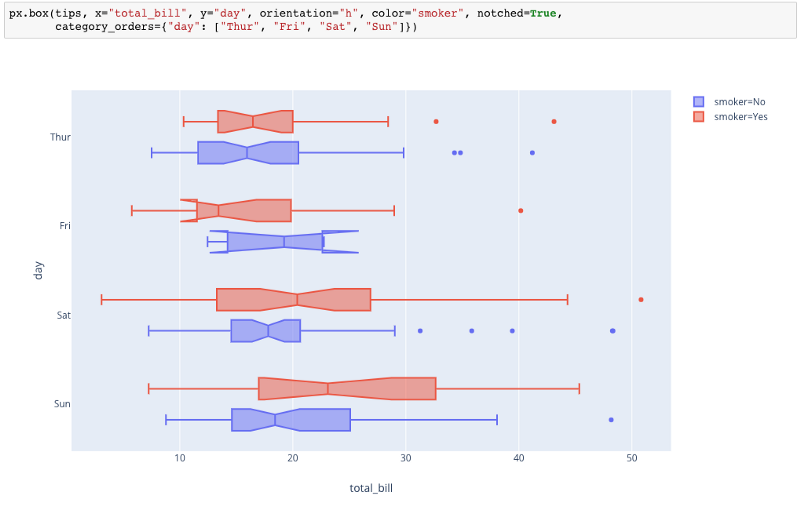 px.box(tips, x="total_bill", y="day", orientation="h", color="smoker", notched=True,
category_orders={"day": ["Thur", "Fri", "Sat", "Sun"]})
smoker=No
smoker=Yes
Thur
Fri
Sat
Sun
day
10 20 30 40 50
total_bill